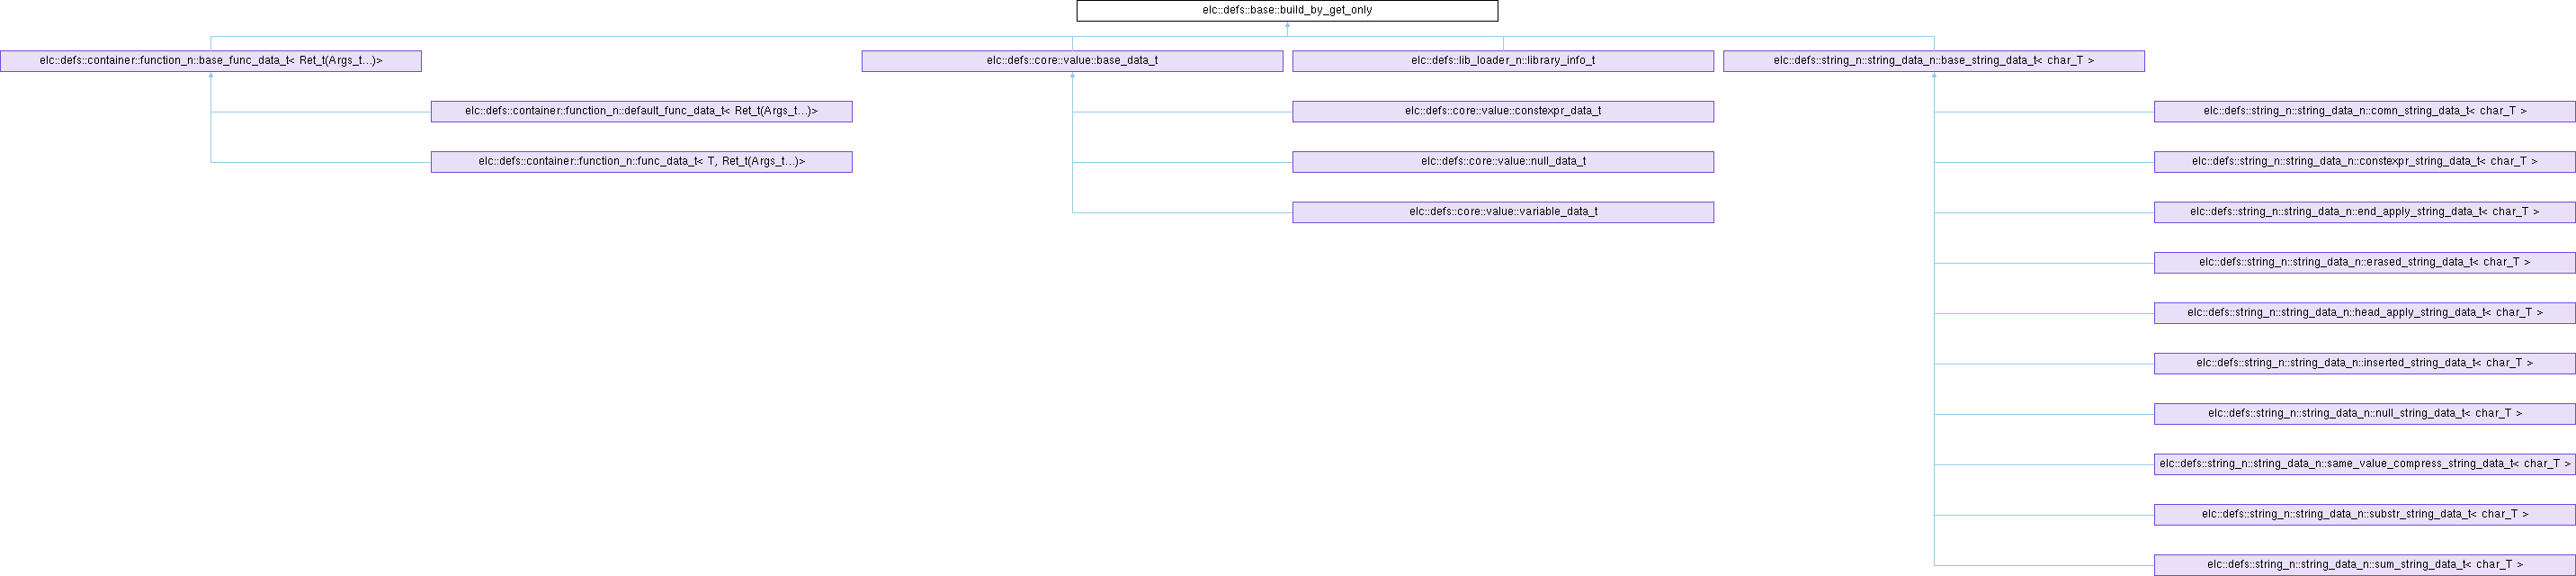 elc::defs::base::build_by_get_only
elc::defs::container::function_n::base_func_data_t< Ret_t(Args_t...)>
elc::defs::core::value::base_data_t
elc::defs::lib_loader_n::library_info_t
elc::defs::string_n::string_data_n::base_string_data_t< char_T >
elc::defs::container::function_n::default_func_data_t< Ret_t(Args_t...)>
elc::defs::core::value::constexpr_data_t
elc::defs::string_n::string_data_n::comn_string_data_t< char_T >
elc::defs::container::function_n::func_data_t< T, Ret_t(Args_t...)>
elc::defs::core::value::null_data_t
elc::defs::string_n::string_data_n::constexpr_string_data_t< char_T >
elc::defs::core::value::variable_data_t
elc::defs::string_n::string_data_n::end_apply_string_data_t< char_T >
elc::defs::string_n::string_data_n::erased_string_data_t< char_T >
elc::defs::string_n::string_data_n::head_apply_string_data_t< char_T >
elc::defs::string_n::string_data_n::inserted_string_data_t< char_T >
elc::defs::string_n::string_data_n::null_string_data_t< char_T >
elc::defs::string_n::string_data_n::same_value_compress_string_data_t< char_T >
elc::defs::string_n::string_data_n::substr_string_data_t< char_T >
elc::defs::string_n::string_data_n::sum_string_data_t< char_T >